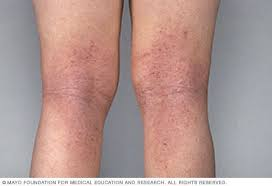 © MAYO FOUNDATION FOR MEDICAL EDUCATION AND RESEARCH. ALL RIGHTS RESERVED.